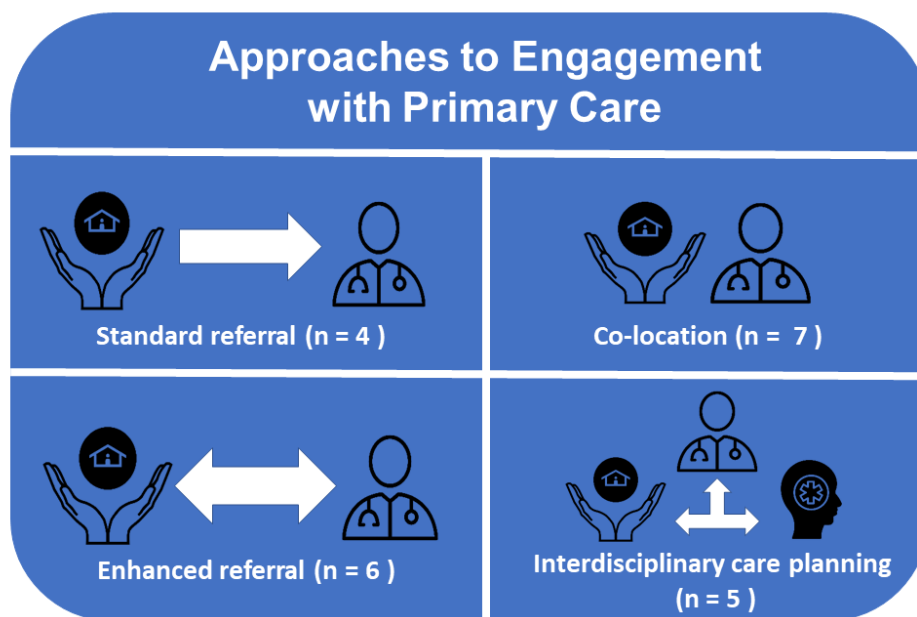 Approaches to Engagement
with Primary Care
Standard referral (n = 4 )
Co-location (n =  7 )
Enhanced referral (n = 6 )
Interdisciplinary care planning
(n = 5 )